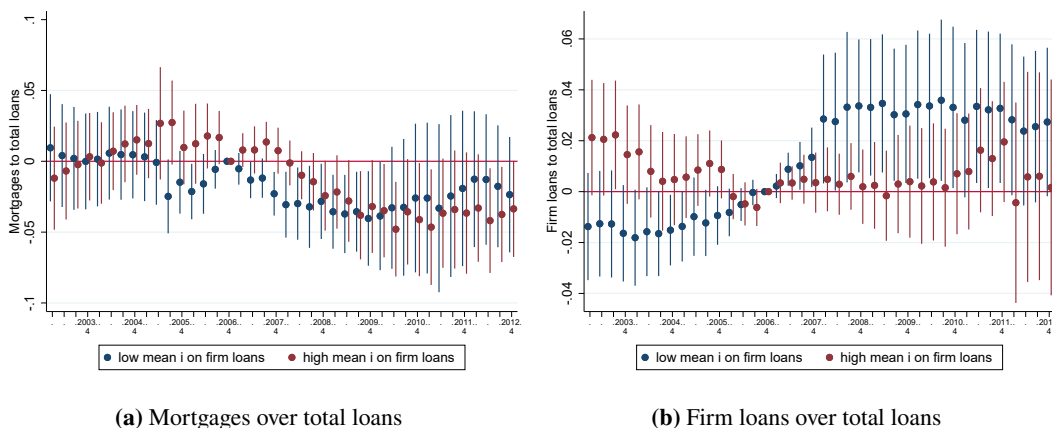 .1
.05
0
-.05
-.1
Mortgages to total loans
. . .2003. . . .2004. . . .2005. . . .2006. . . .2007. . . .2008. . . .2009. . . .2010. . . .2011. . . .2012.
4 4 4 4 4 4 4 4 4 4
low mean i on firm loans high mean i on firm loans
(a) Mortgages over total loans
.06
.04
.02
0
-.02
-.04
Firm loans to total loans
. . .2003. . . .2004. . . .2005. . . .2006. . . .2007. . . .2008. . . .2009. . . .2010. . . .2011. . . .201
4 4 4 4 4 4 4 4 4 4
low mean i on firm loans high mean i on firm loans
(b) Firm loans over total loans